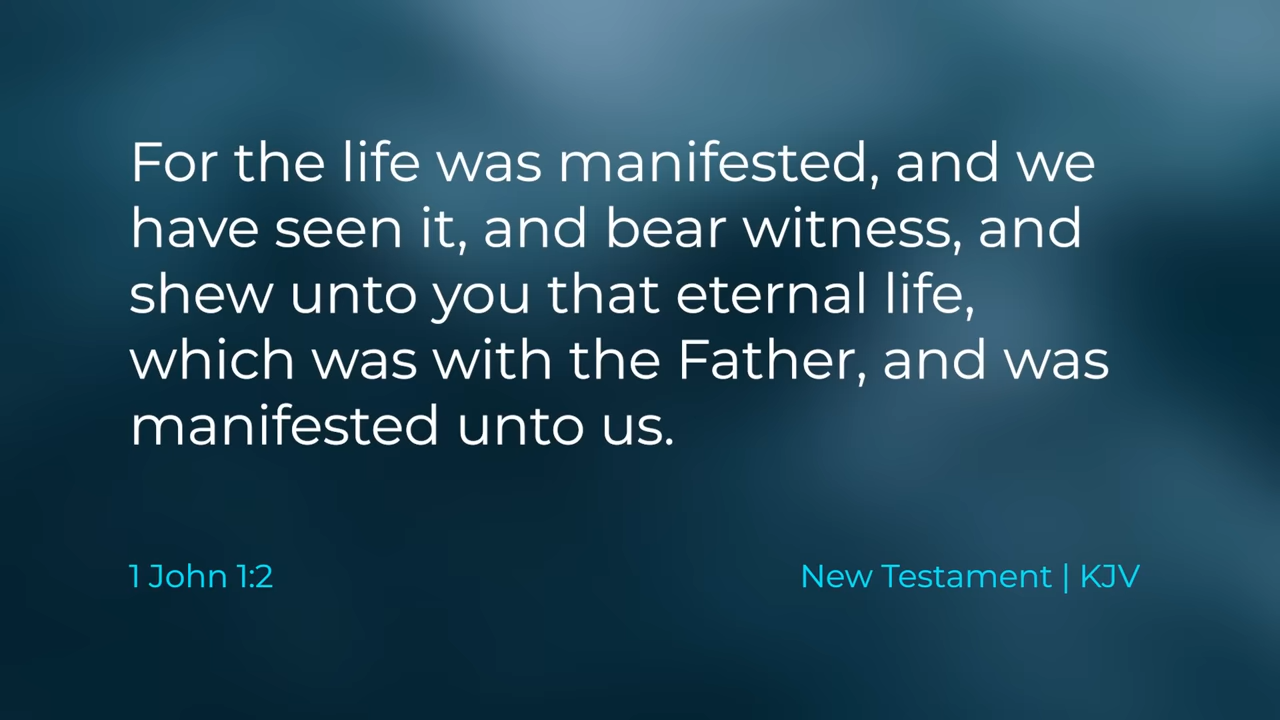 For the life was manifested, and we
have seen it, and bear witness, and
shew unto you that eternal life,
which was with the Father, and was
manifested unto us.
1 John 1:2
New Testament | KJV